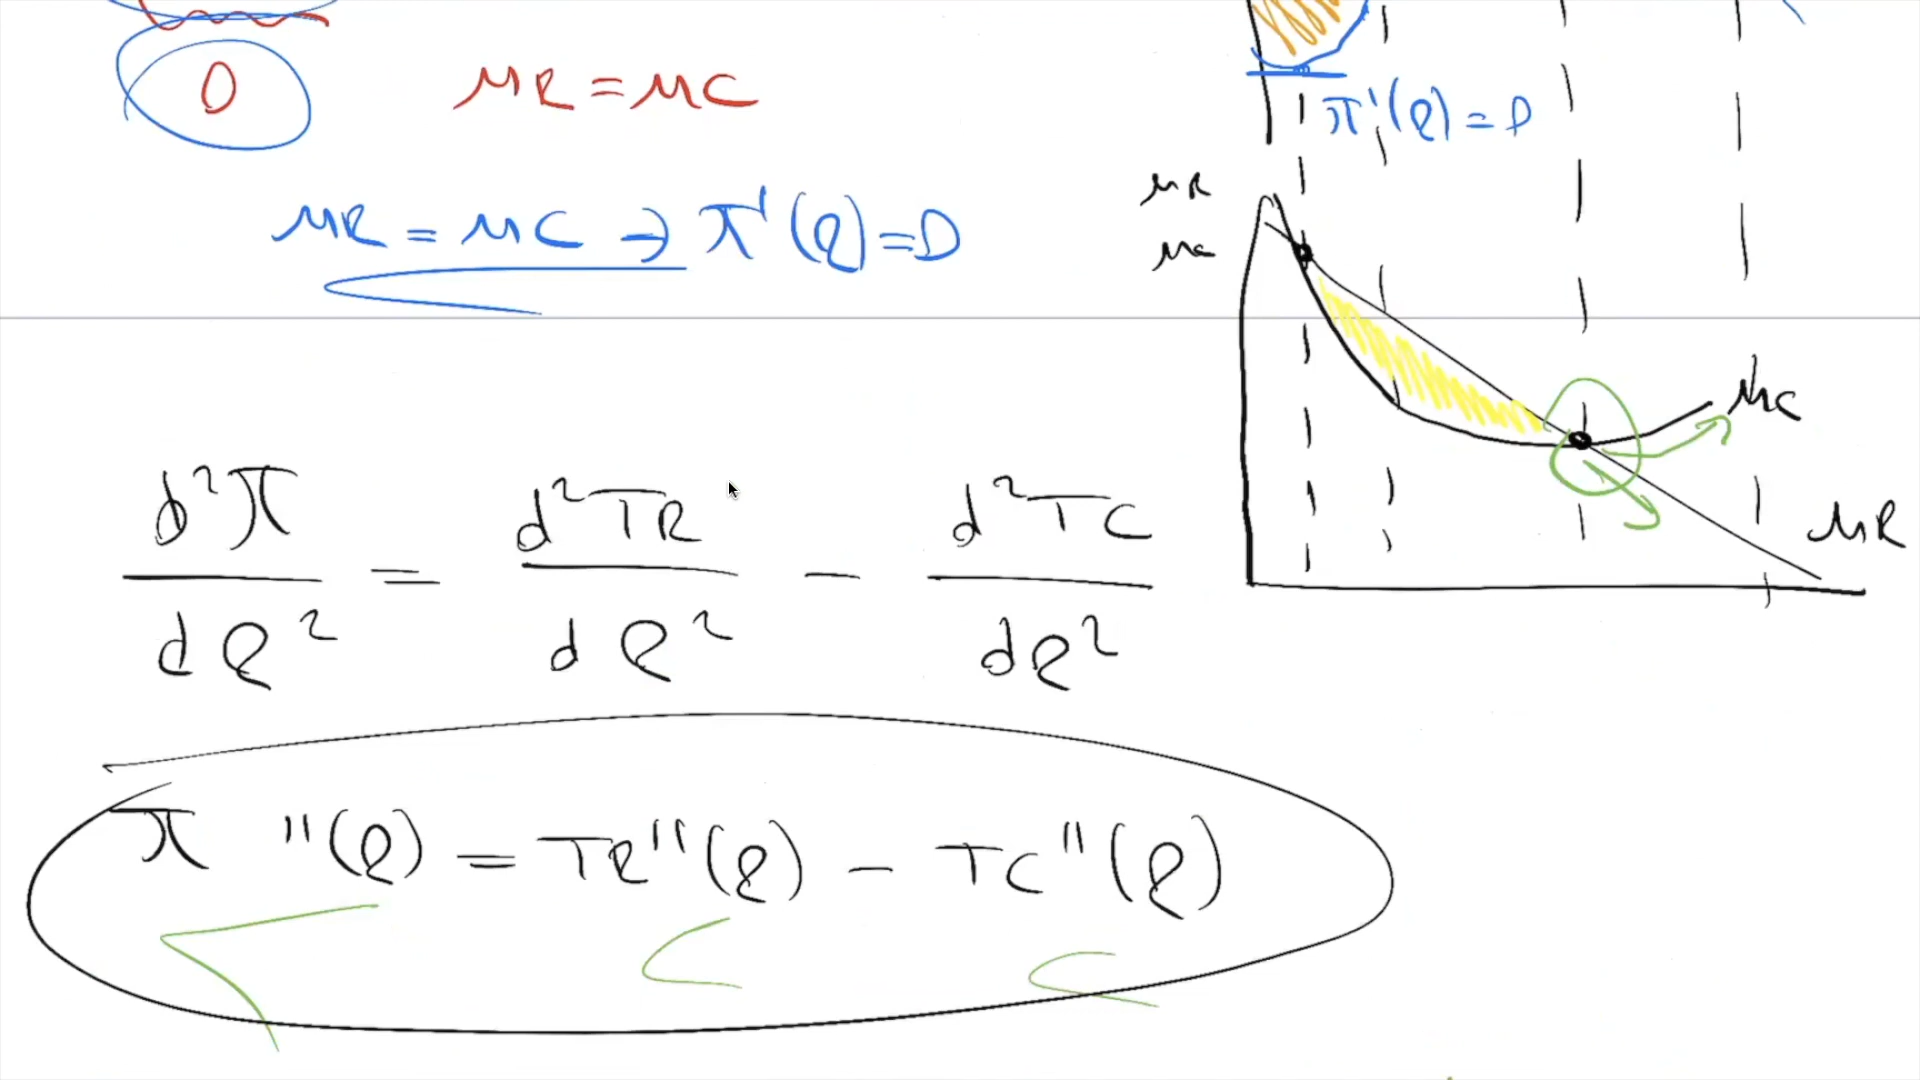 0
MR = MC
MR = MC → π'(Q) = 0
d²π / dQ² = d²TR / dQ² − d²TC / dQ²
π ''(Q) = TR''(Q) − TC''(Q)
π'(Q) = 0
MR
MC
MC
MR